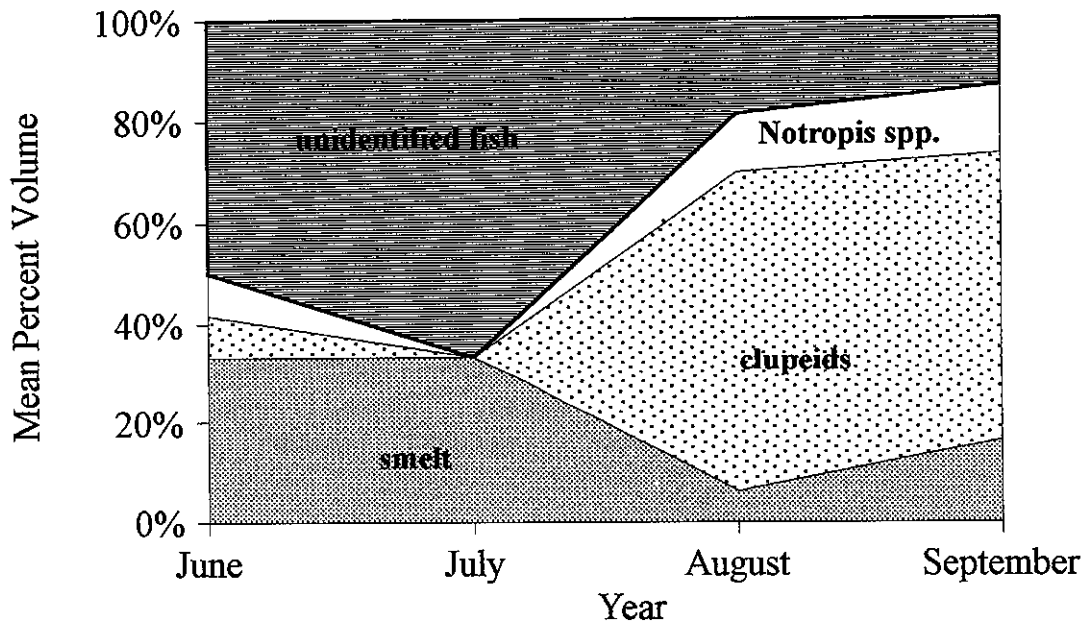 100%
80%
60%
40%
20%
0%
Mean Percent Volume
unidentified fish
Notropis spp.
clupeids
smelt
June July August September
Year